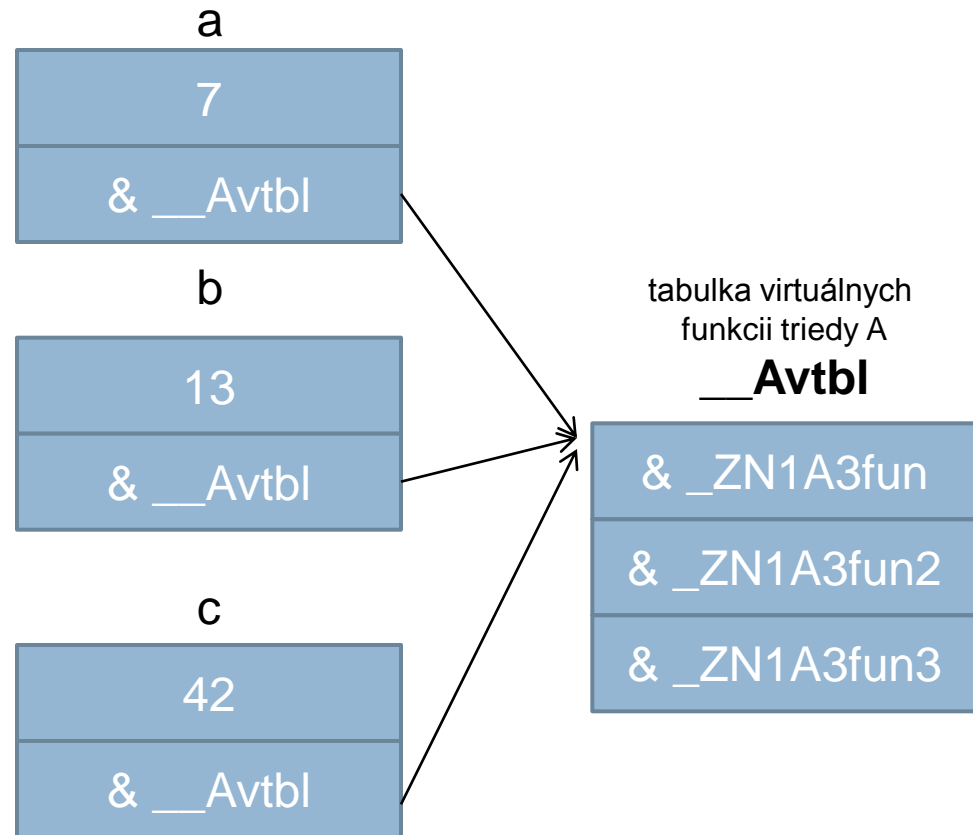 a
7
& __Avtbl
b
13
& __Avtbl
c
42
& __Avtbl
tabulka virtuálnych
funkcii triedy A
__Avtbl
& _ZN1A3fun
& _ZN1A3fun2
& _ZN1A3fun3